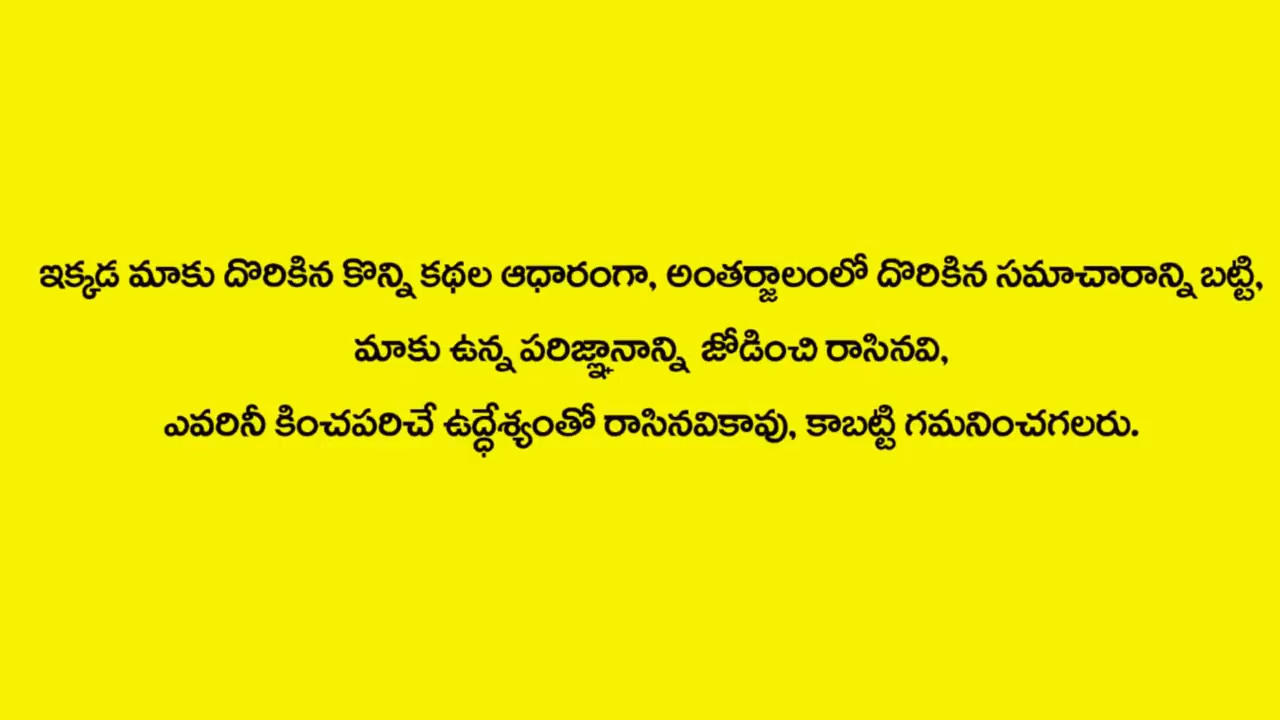 ఇక్కడ మాకు దొరికిన కొన్ని కథల ఆధారంగా, అంతర్జాలంలో దొరికిన సమాచారాన్ని బట్టి,
మాకు ఉన్న పరిజ్ఞానాన్ని జోడించి రాసినవి,
ఎవరినీ కించపరిచే ఉద్ధేశ్యంతో రాసినవికావు, కాబట్టి గమనించగలరు.